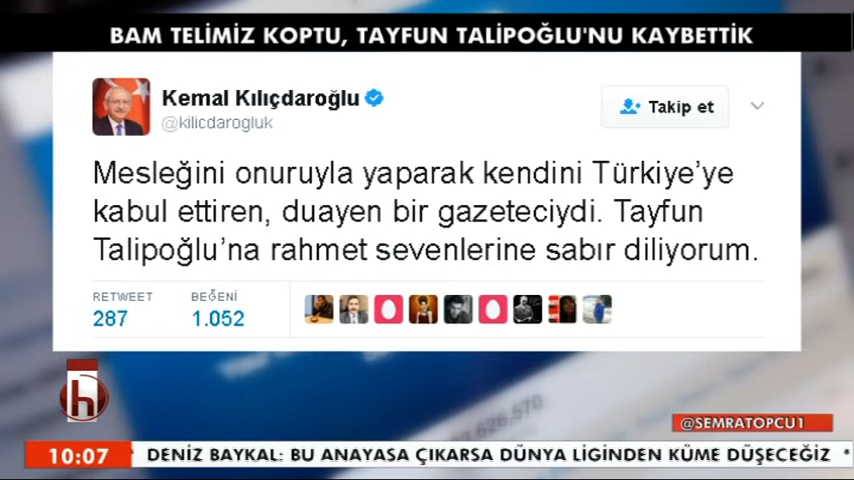 BAM TELİMİZ KOPTU, TAYFUN TALİPOĞLU'NU KAYBETTİK
Kemal Kılıçdaroğlu
@kilicdarogluk
Takip et
Mesleğini onuruyla yaparak kendini Türkiye’ye
kabul ettiren, duayen bir gazeteciydi. Tayfun
Talipoğlu’na rahmet sevenlerine sabır diliyorum.
RETWEET BEĞENİ
287 1.052
h
@SEMRATOPCU1
10:07 * DENİZ BAYKAL: BU ANAYASA ÇIKARSA DÜNYA LİGİNDEN KÜME DÜŞECEĞİZ *